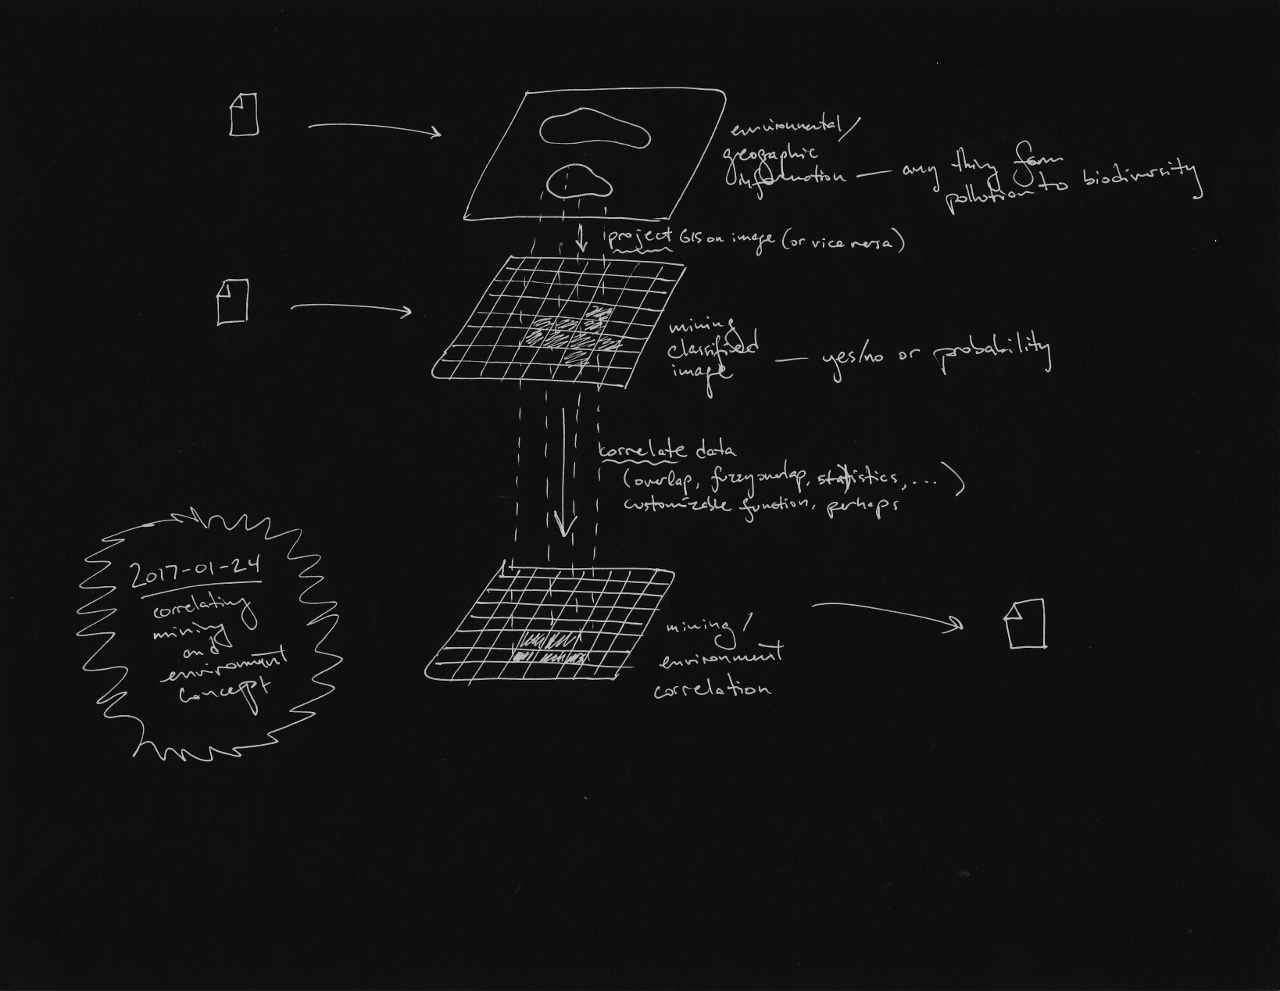 environmental/
geographic
information — any thing from
pollution to biodiversity
project GIS on image (or vice versa)
mining
classified
image — yes/no or probability
correlate data
(overlap, fuzzy overlap, statistics, ...)
customizable function, perhaps
2017-01-24
correlating
mining
and
environment
concept
mining/
environment
correlation